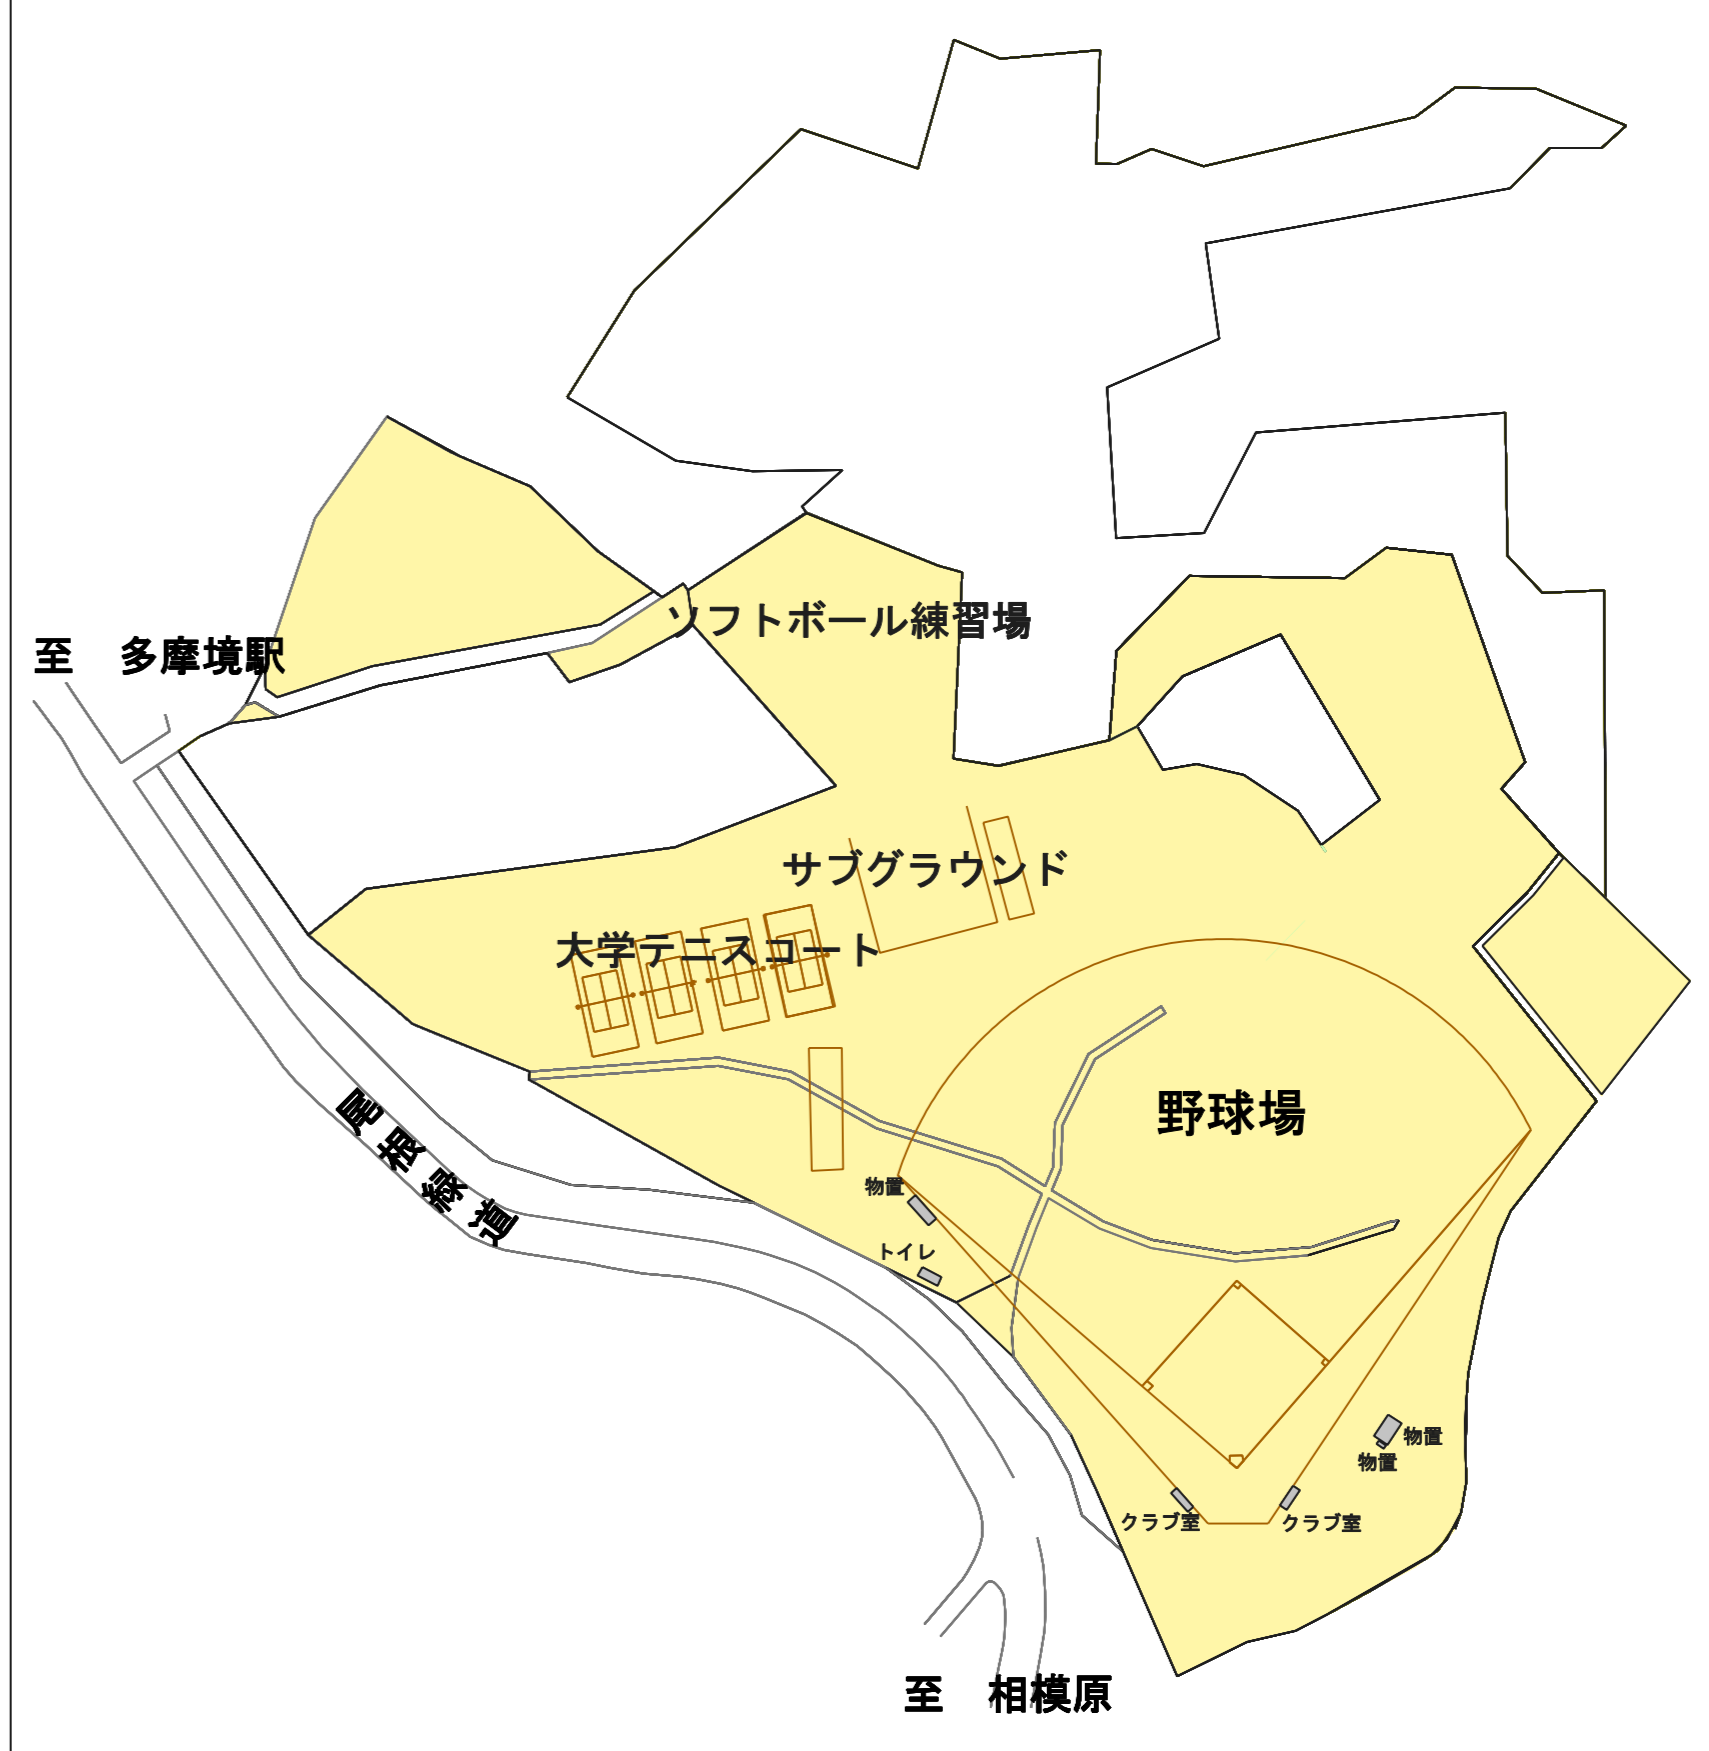 ソフトボール練習場
至　多摩境駅
サブグラウンド
大学テニスコート
野球場
尾根緑道
物置
トイレ
物置
物置
クラブ室
クラブ室
至　相模原